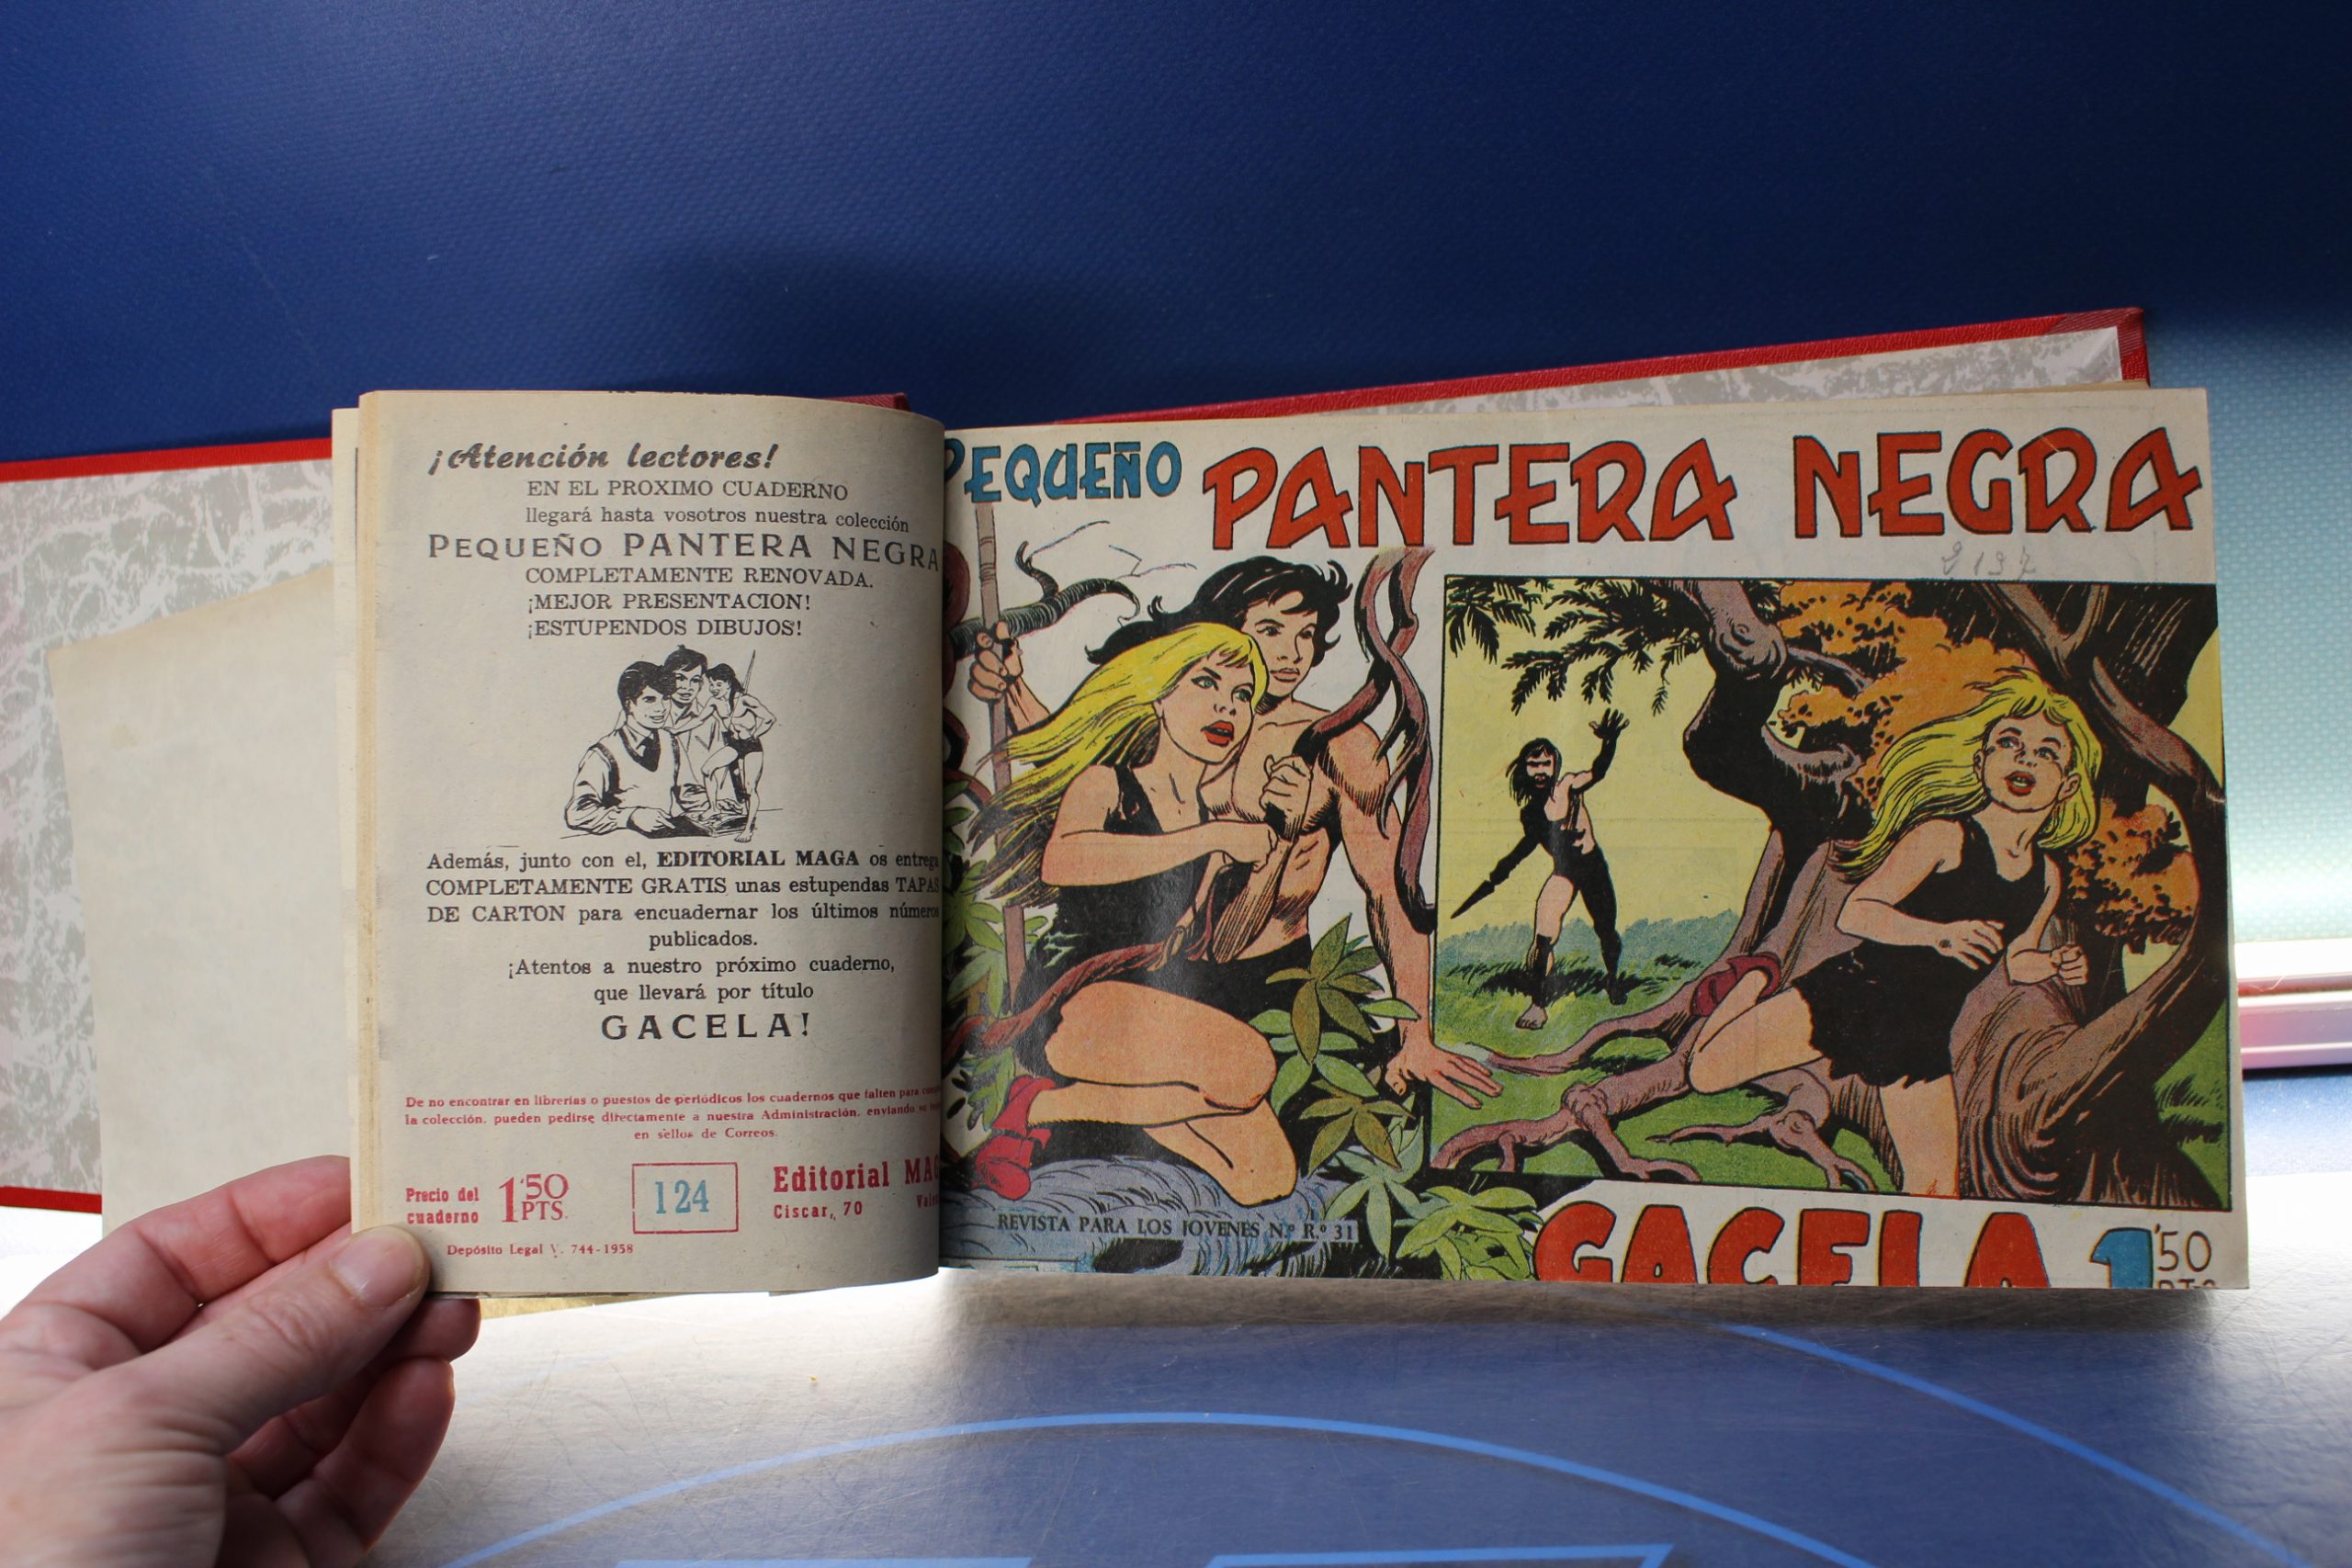 ¡Atención lectores!
EN EL PROXIMO CUADERNO
llegará hasta vosotros nuestra colección
PEQUEÑO PANTERA NEGRA
COMPLETAMENTE RENOVADA.
¡MEJOR PRESENTACION!
¡ESTUPENDOS DIBUJOS!
Además, junto con el, EDITORIAL MAGA os entrega
COMPLETAMENTE GRATIS unas estupendas TAPAS
DE CARTON para encuadernar los últimos números
publicados.
¡Atentos a nuestro próximo cuaderno,
que llevará por título
GACELA!
De no encontrar en librerías o puestos de periódicos los cuadernos que falten para
la colección, pueden pedirse directamente a nuestra Administración, enviando su
en sellos de Correos.
Precio del
cuaderno
1'50
PTS.
124
Editorial MAG
Ciscar, 70
Depósito Legal V. 744-1958
PEQUEÑO PANTERA NEGRA
2137
REVISTA PARA LOS JOVENES N.º R.º 31
GACELA 1'50
PTS